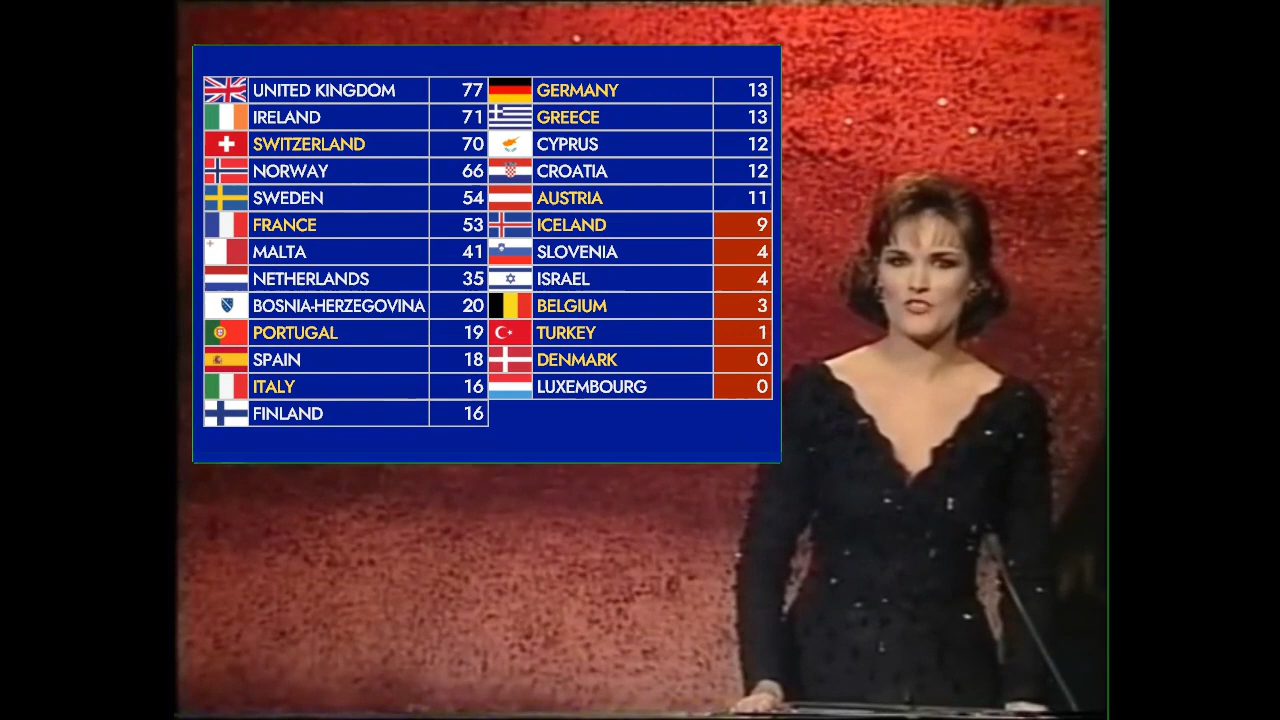 UNITED KINGDOM 77
IRELAND 71
SWITZERLAND 70
NORWAY 66
SWEDEN 54
FRANCE 53
MALTA 41
NETHERLANDS 35
BOSNIA-HERZEGOVINA 20
PORTUGAL 19
SPAIN 18
ITALY 16
FINLAND 16
GERMANY 13
GREECE 13
CYPRUS 12
CROATIA 12
AUSTRIA 11
ICELAND 9
SLOVENIA 4
ISRAEL 4
BELGIUM 3
TURKEY 1
DENMARK 0
LUXEMBOURG 0